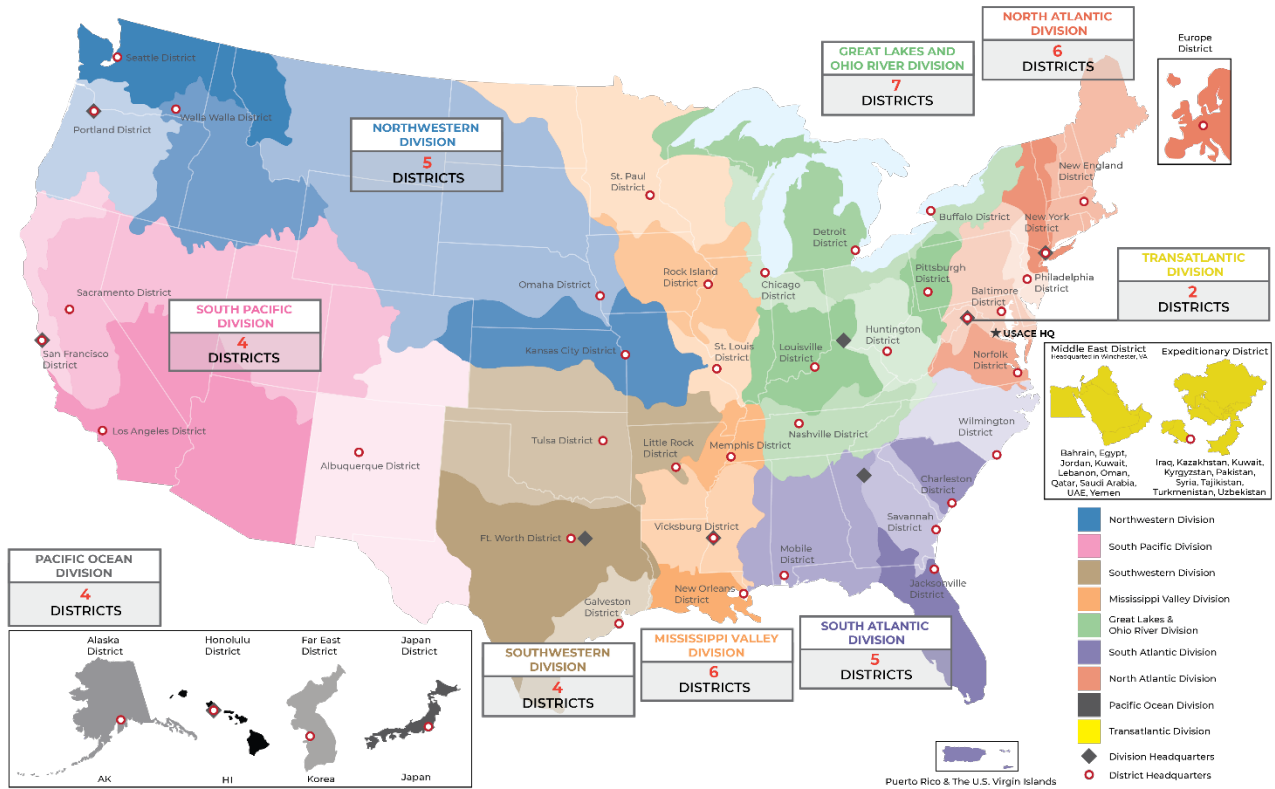 NORTH ATLANTIC
DIVISION
6
DISTRICTS
GREAT LAKES AND
OHIO RIVER DIVISION
7
DISTRICTS
Europe
District
Seattle District
Portland District
Walla Walla District
NORTHWESTERN
DIVISION
5
DISTRICTS
St. Paul
District
New England
District
Buffalo District
New York
District
Detroit
District
TRANSATLANTIC
DIVISION
2
DISTRICTS
Rock Island
District
Chicago
District
Pittsburgh
District
Philadelphia
District
Baltimore
District
Omaha District
Sacramento District
SOUTH PACIFIC
DIVISION
4
DISTRICTS
San Francisco
District
Kansas City District
St. Louis
District
Louisville
District
Huntington
District
USACE HQ
Norfolk
District
Middle East District
Headquartered in Winchester, VA
Expeditionary District
Bahrain, Egypt,
Jordan, Kuwait,
Lebanon, Oman,
Qatar, Saudi Arabia,
UAE, Yemen
Iraq, Kazakhstan, Kuwait,
Kyrgyzstan, Pakistan,
Syria. Tajikistan,
Turkmenistan, Uzbekistan
Los Angeles District
Albuquerque District
Tulsa District
Little Rock
District
Memphis District
Nashville District
Wilmington
District
Charleston
District
Savannah
District
Ft. Worth District
Vicksburg District
Mobile
District
Jacksonville
District
New Orleans
District
Galveston
District
PACIFIC OCEAN
DIVISION
4
DISTRICTS
Alaska
District
Honolulu
District
Far East
District
Japan
District
AK
HI
Korea
Japan
SOUTHWESTERN
DIVISION
4
DISTRICTS
MISSISSIPPI VALLEY
DIVISION
6
DISTRICTS
SOUTH ATLANTIC
DIVISION
5
DISTRICTS
Puerto Rico & The U.S. Virgin Islands
Northwestern Division
South Pacific Division
Southwestern Division
Mississippi Valley Division
Great Lakes &
Ohio River Division
South Atlantic Division
North Atlantic Division
Pacific Ocean Division
Transatlantic Division
Division Headquarters
District Headquarters